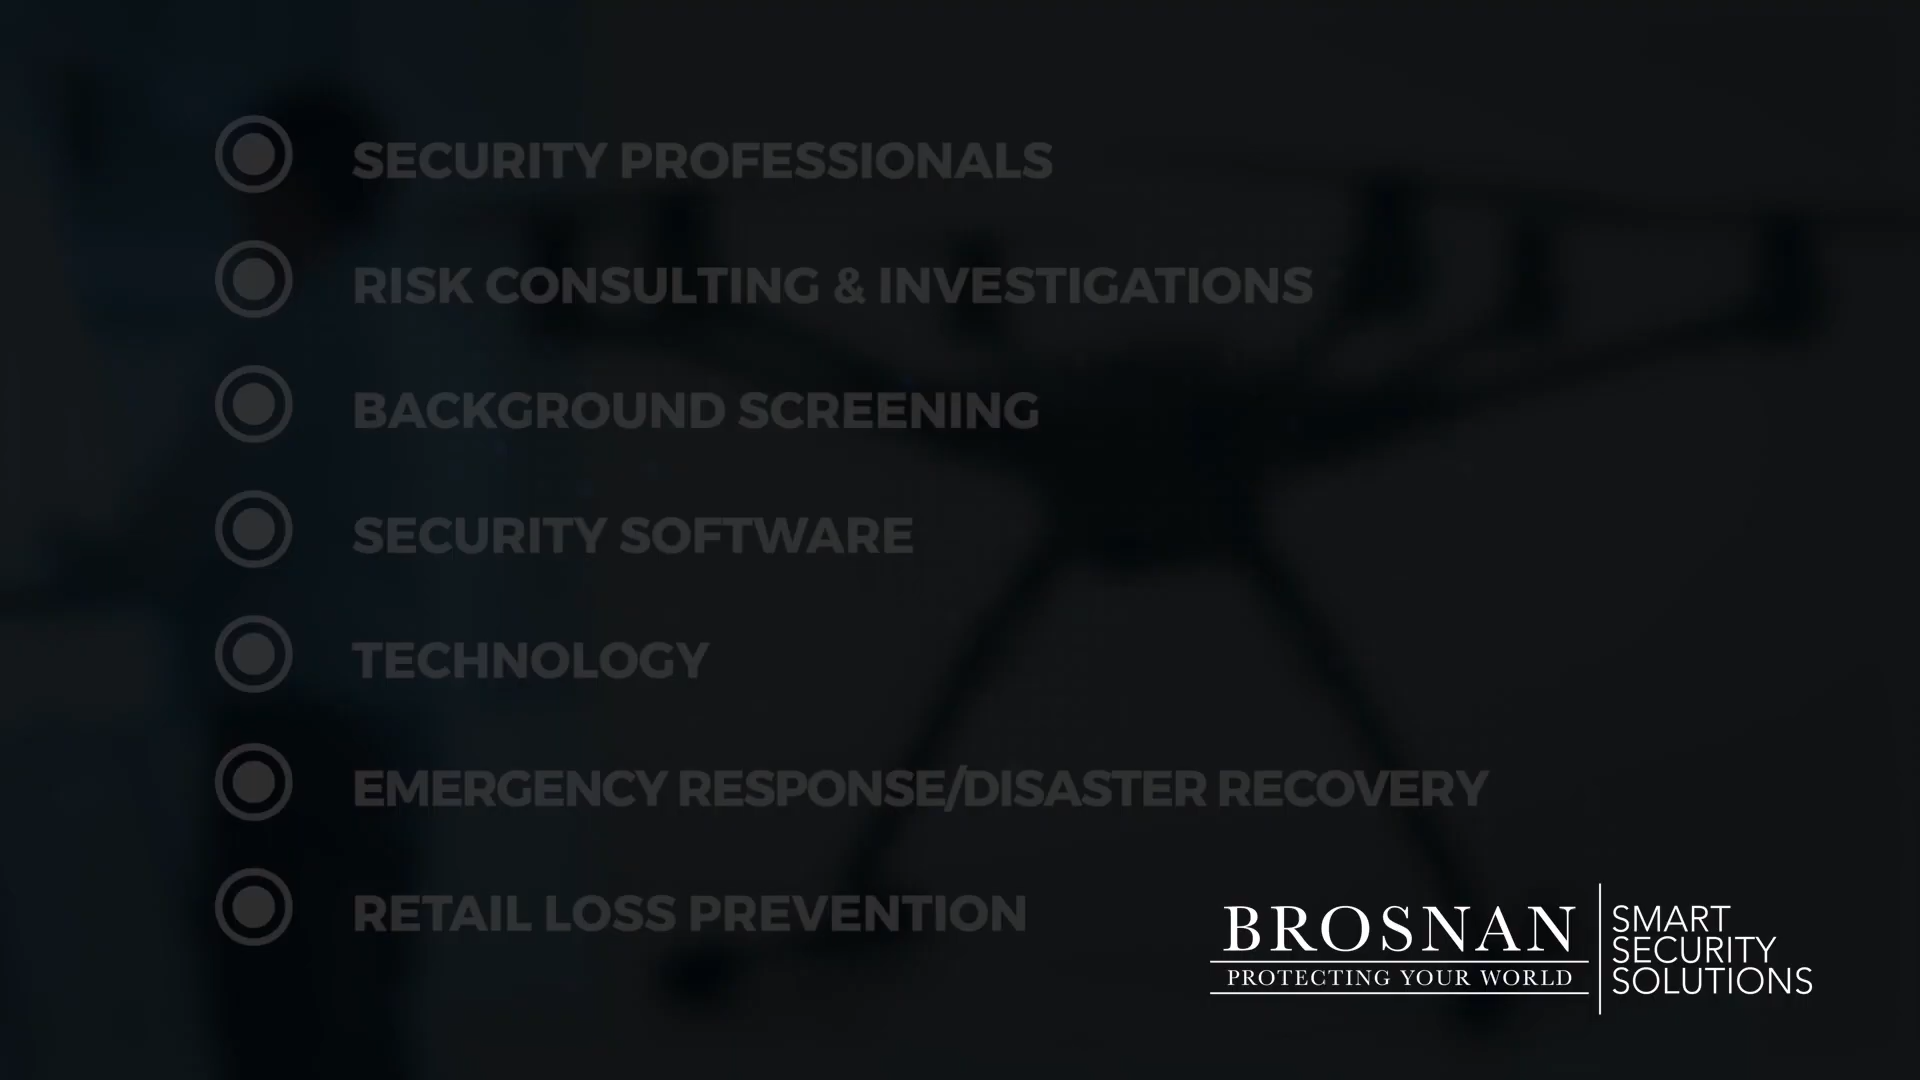 SECURITY PROFESSIONALS
RISK CONSULTING & INVESTIGATIONS
BACKGROUND SCREENING
SECURITY SOFTWARE
TECHNOLOGY
EMERGENCY RESPONSE/DISASTER RECOVERY
RETAIL LOSS PREVENTION
BROSNAN
PROTECTING YOUR WORLD
SMART
SECURITY
SOLUTIONS